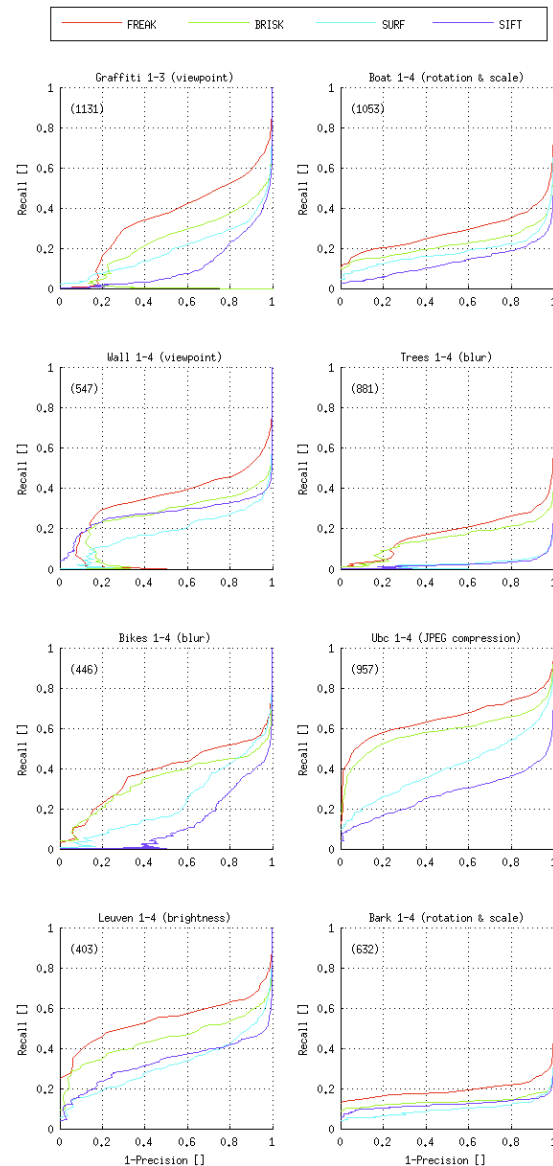 FREAK BRISK SURF SIFT
Graffiti 1-3 (viewpoint) Boat 1-4 (rotation & scale)
1 1
(1131) (1053)
0.8 0.8
0.6 0.6
Recall [] Recall []
0.4 0.4
0.2 0.2
0 0
0 0.2 0.4 0.6 0.8 1 0 0.2 0.4 0.6 0.8 1
Wall 1-4 (viewpoint) Trees 1-4 (blur)
1 1
(547) (881)
0.8 0.8
0.6 0.6
Recall [] Recall []
0.4 0.4
0.2 0.2
0 0
0 0.2 0.4 0.6 0.8 1 0 0.2 0.4 0.6 0.8 1
Bikes 1-4 (blur) Ubc 1-4 (JPEG compression)
1 1
(446) (957)
0.8 0.8
0.6 0.6
Recall [] Recall []
0.4 0.4
0.2 0.2
0 0
0 0.2 0.4 0.6 0.8 1 0 0.2 0.4 0.6 0.8 1
Leuven 1-4 (brightness) Bark 1-4 (rotation & scale)
1 1
(403) (632)
0.8 0.8
0.6 0.6
Recall [] Recall []
0.4 0.4
0.2 0.2
0 0
0 0.2 0.4 0.6 0.8 1 0 0.2 0.4 0.6 0.8 1
1-Precision [] 1-Precision []